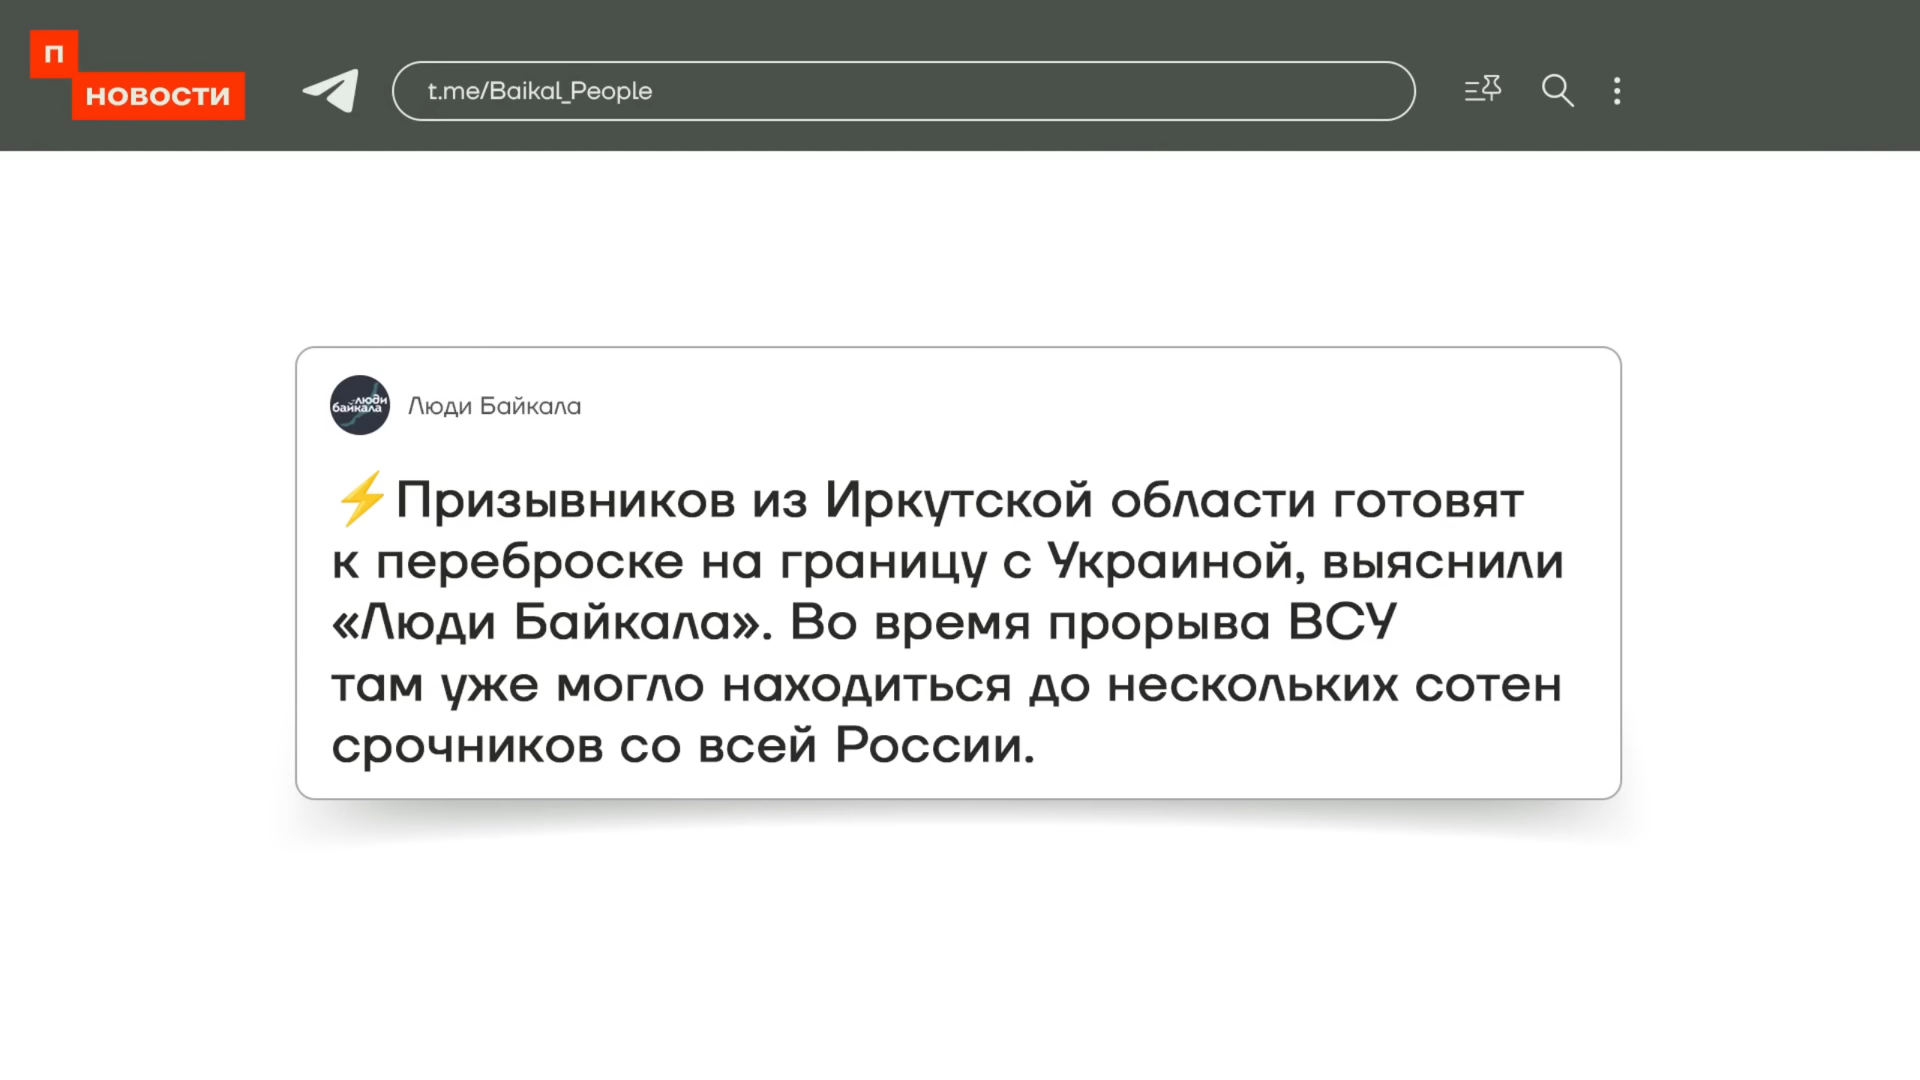 П
НОВОСТИ
t.me/Baikal_People
люди
байкала
Люди Байкала
⚡Призывников из Иркутской области готовят
к переброске на границу с Украиной, выяснили
«Люди Байкала». Во время прорыва ВСУ
там уже могло находиться до нескольких сотен
срочников со всей России.